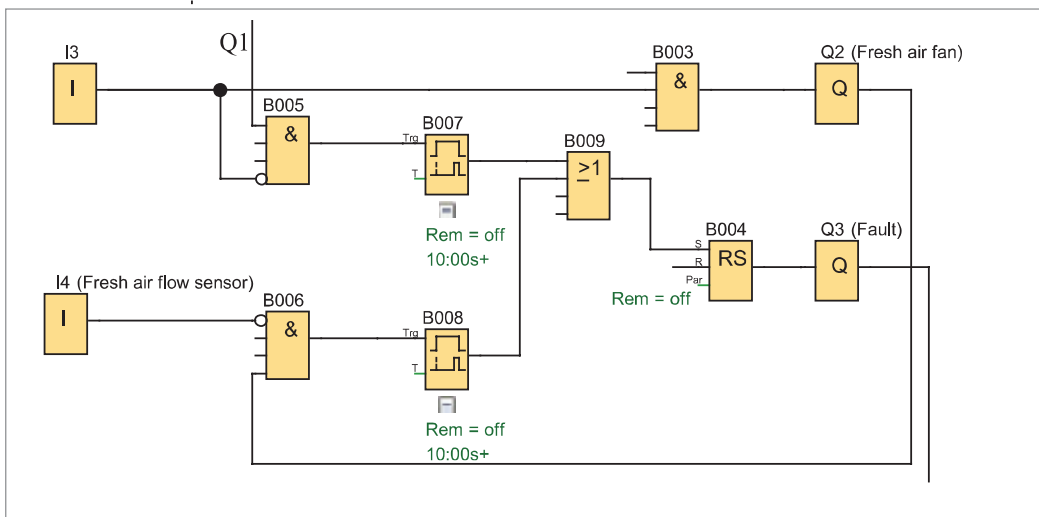 Q1
I3
I
B003
&
Q2 (Fresh air fan)
Q
B005
&
B007
Trg
T
Rem = off
10:00s+
B009
≥1
B004
S
R
Par
RS
Rem = off
Q3 (Fault)
Q
I4 (Fresh air flow sensor)
I
B006
&
B008
Trg
T
Rem = off
10:00s+